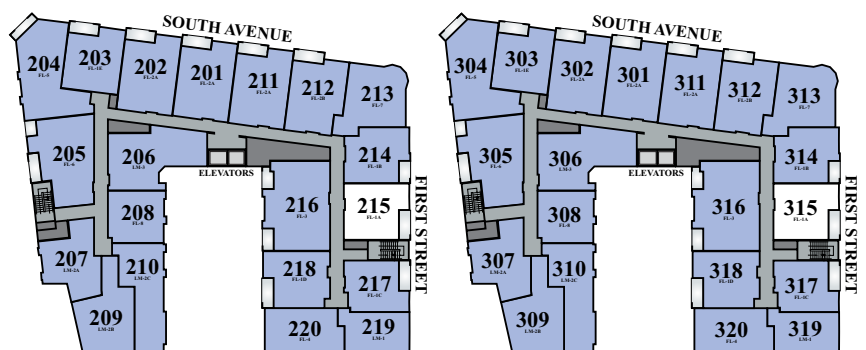 SOUTH AVENUE
204
FL-5
203
FL-1E
202
FL-2A
201
FL-2A
211
FL-2A
212
FL-2B
213
FL-7
205
FL-6
206
LM-3
214
FL-1B
ELEVATORS
208
FL-8
216
FL-3
215
FL-1A
FIRST STREET
207
LM-2A
210
LM-2C
218
FL-1D
217
FL-1C
209
LM-2B
220
FL-4
219
LM-1
SOUTH AVENUE
304
FL-5
303
FL-1E
302
FL-2A
301
FL-2A
311
FL-2A
312
FL-2B
313
FL-7
305
FL-6
306
LM-3
314
FL-1B
ELEVATORS
308
FL-8
316
FL-3
315
FL-1A
FIRST STREET
307
LM-2A
310
LM-2C
318
FL-1D
317
FL-1C
309
LM-2B
320
FL-4
319
LM-1